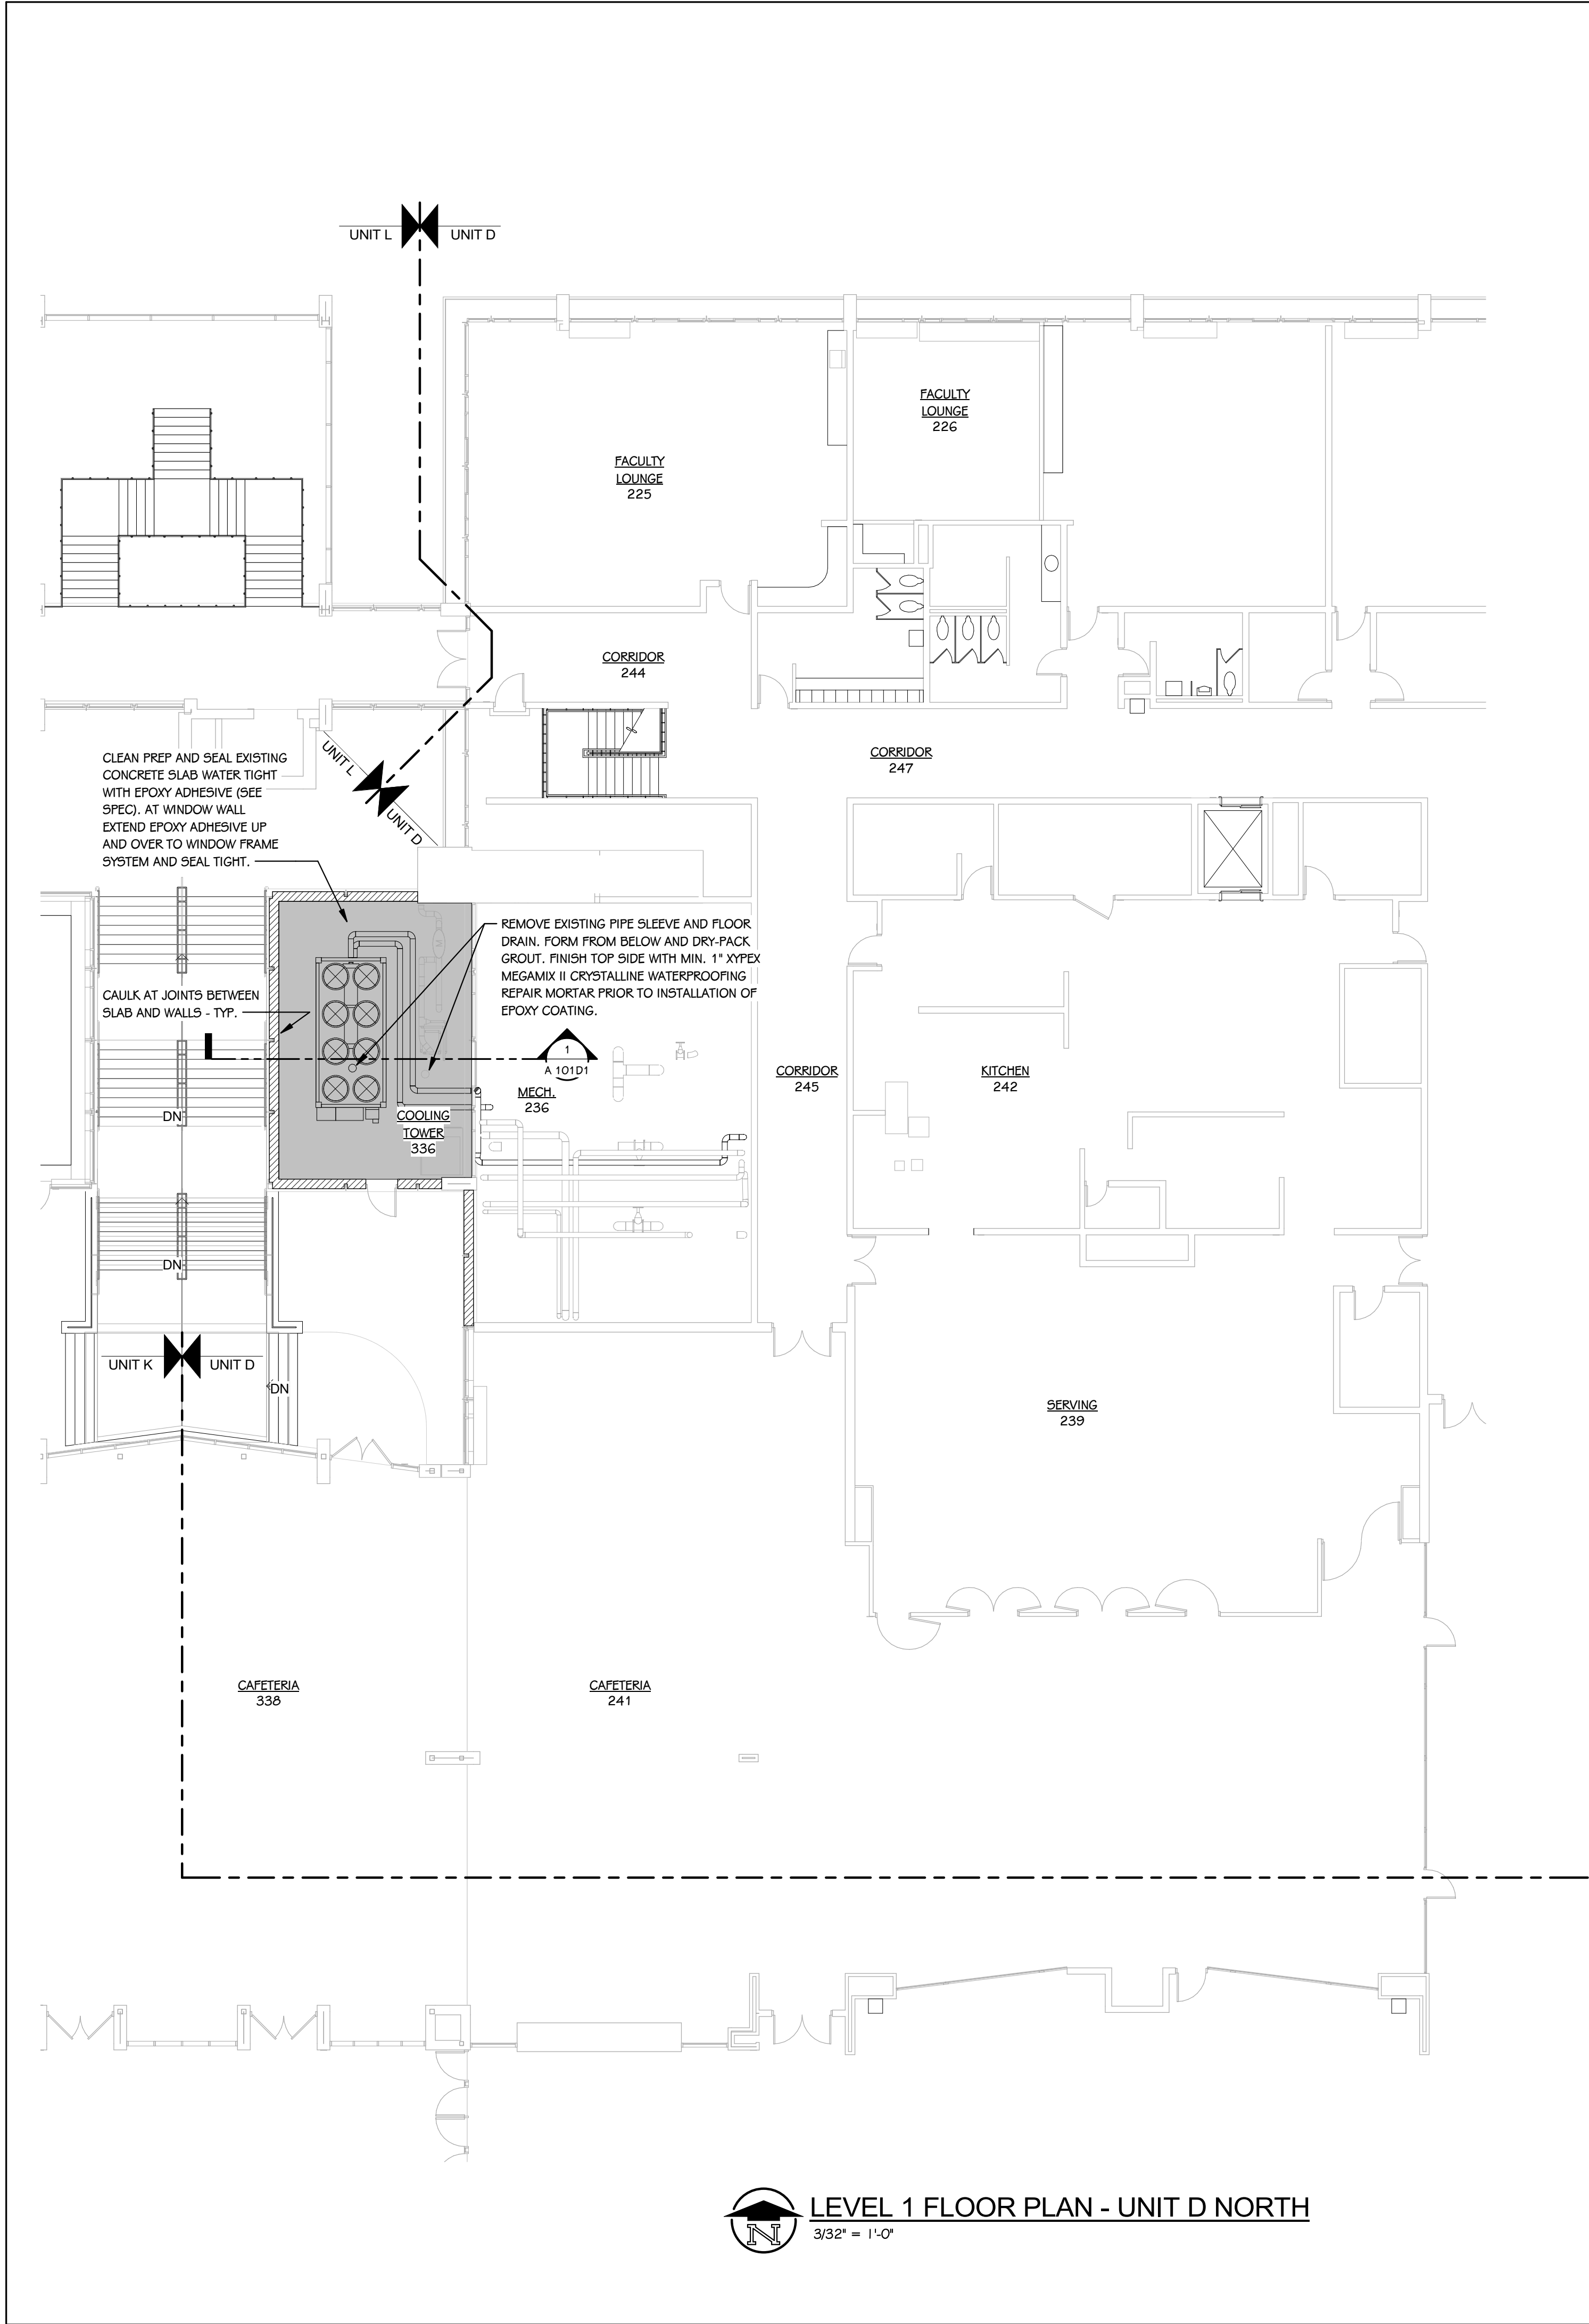 UNIT L
UNIT D
FACULTY
LOUNGE
226
FACULTY
LOUNGE
225
CORRIDOR
244
CORRIDOR
247
UNIT L
UNIT D
CLEAN PREP AND SEAL EXISTING
CONCRETE SLAB WATER TIGHT
WITH EPOXY ADHESIVE (SEE
SPEC). AT WINDOW WALL
EXTEND EPOXY ADHESIVE UP
AND OVER TO WINDOW FRAME
SYSTEM AND SEAL TIGHT.
REMOVE EXISTING PIPE SLEEVE AND FLOOR
DRAIN. FORM FROM BELOW AND DRY-PACK
GROUT. FINISH TOP SIDE WITH MIN. 1" XYPEX
MEGAMIX II CRYSTALLINE WATERPROOFING
REPAIR MORTAR PRIOR TO INSTALLATION OF
EPOXY COATING.
CAULK AT JOINTS BETWEEN
SLAB AND WALLS - TYP.
1
A 101D1
MECH.
236
CORRIDOR
245
KITCHEN
242
COOLING
TOWER
336
DN
DN
UNIT K
UNIT D
DN
SERVING
239
CAFETERIA
338
CAFETERIA
241
N
LEVEL 1 FLOOR PLAN - UNIT D NORTH
3/32" = 1'-0"